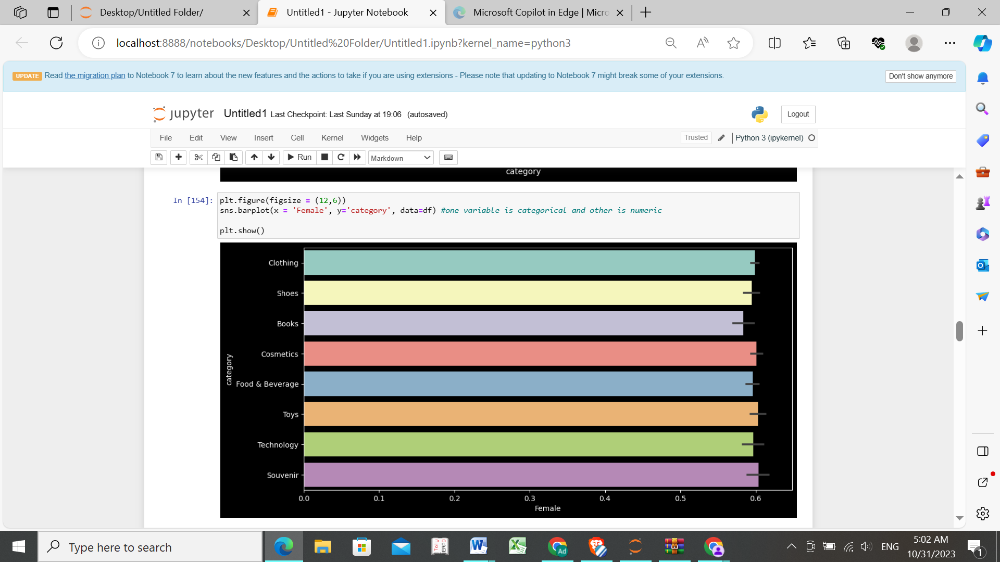 Desktop/Untitled Folder/
Untitled1 - Jupyter Notebook
Microsoft Copilot in Edge | Micro
localhost:8888/notebooks/Desktop/Untitled%20Folder/Untitled1.ipynb?kernel_name=python3
UPDATE Read the migration plan to Notebook 7 to learn about the new features and the actions to take if you are using extensions - Please note that updating to Notebook 7 might break some of your extensions.
Don't show anymore
jupyter Untitled1 Last Checkpoint: Last Sunday at 19:06 (autosaved)
Logout
File Edit View Insert Cell Kernel Widgets Help
Trusted
Python 3 (ipykernel)
Run
Markdown
category
In [154]:
plt.figure(figsize = (12,6))
sns.barplot(x = 'Female', y='category', data=df) #one variable is categorical and other is numeric
plt.show()
Clothing
Shoes
Books
Cosmetics
category
Food & Beverage
Toys
Technology
Souvenir
0.0 0.1 0.2 0.3 0.4 0.5 0.6
Female
Type here to search
Tally
ERP9
Ad
ENG
5:02 AM
10/31/2023
1